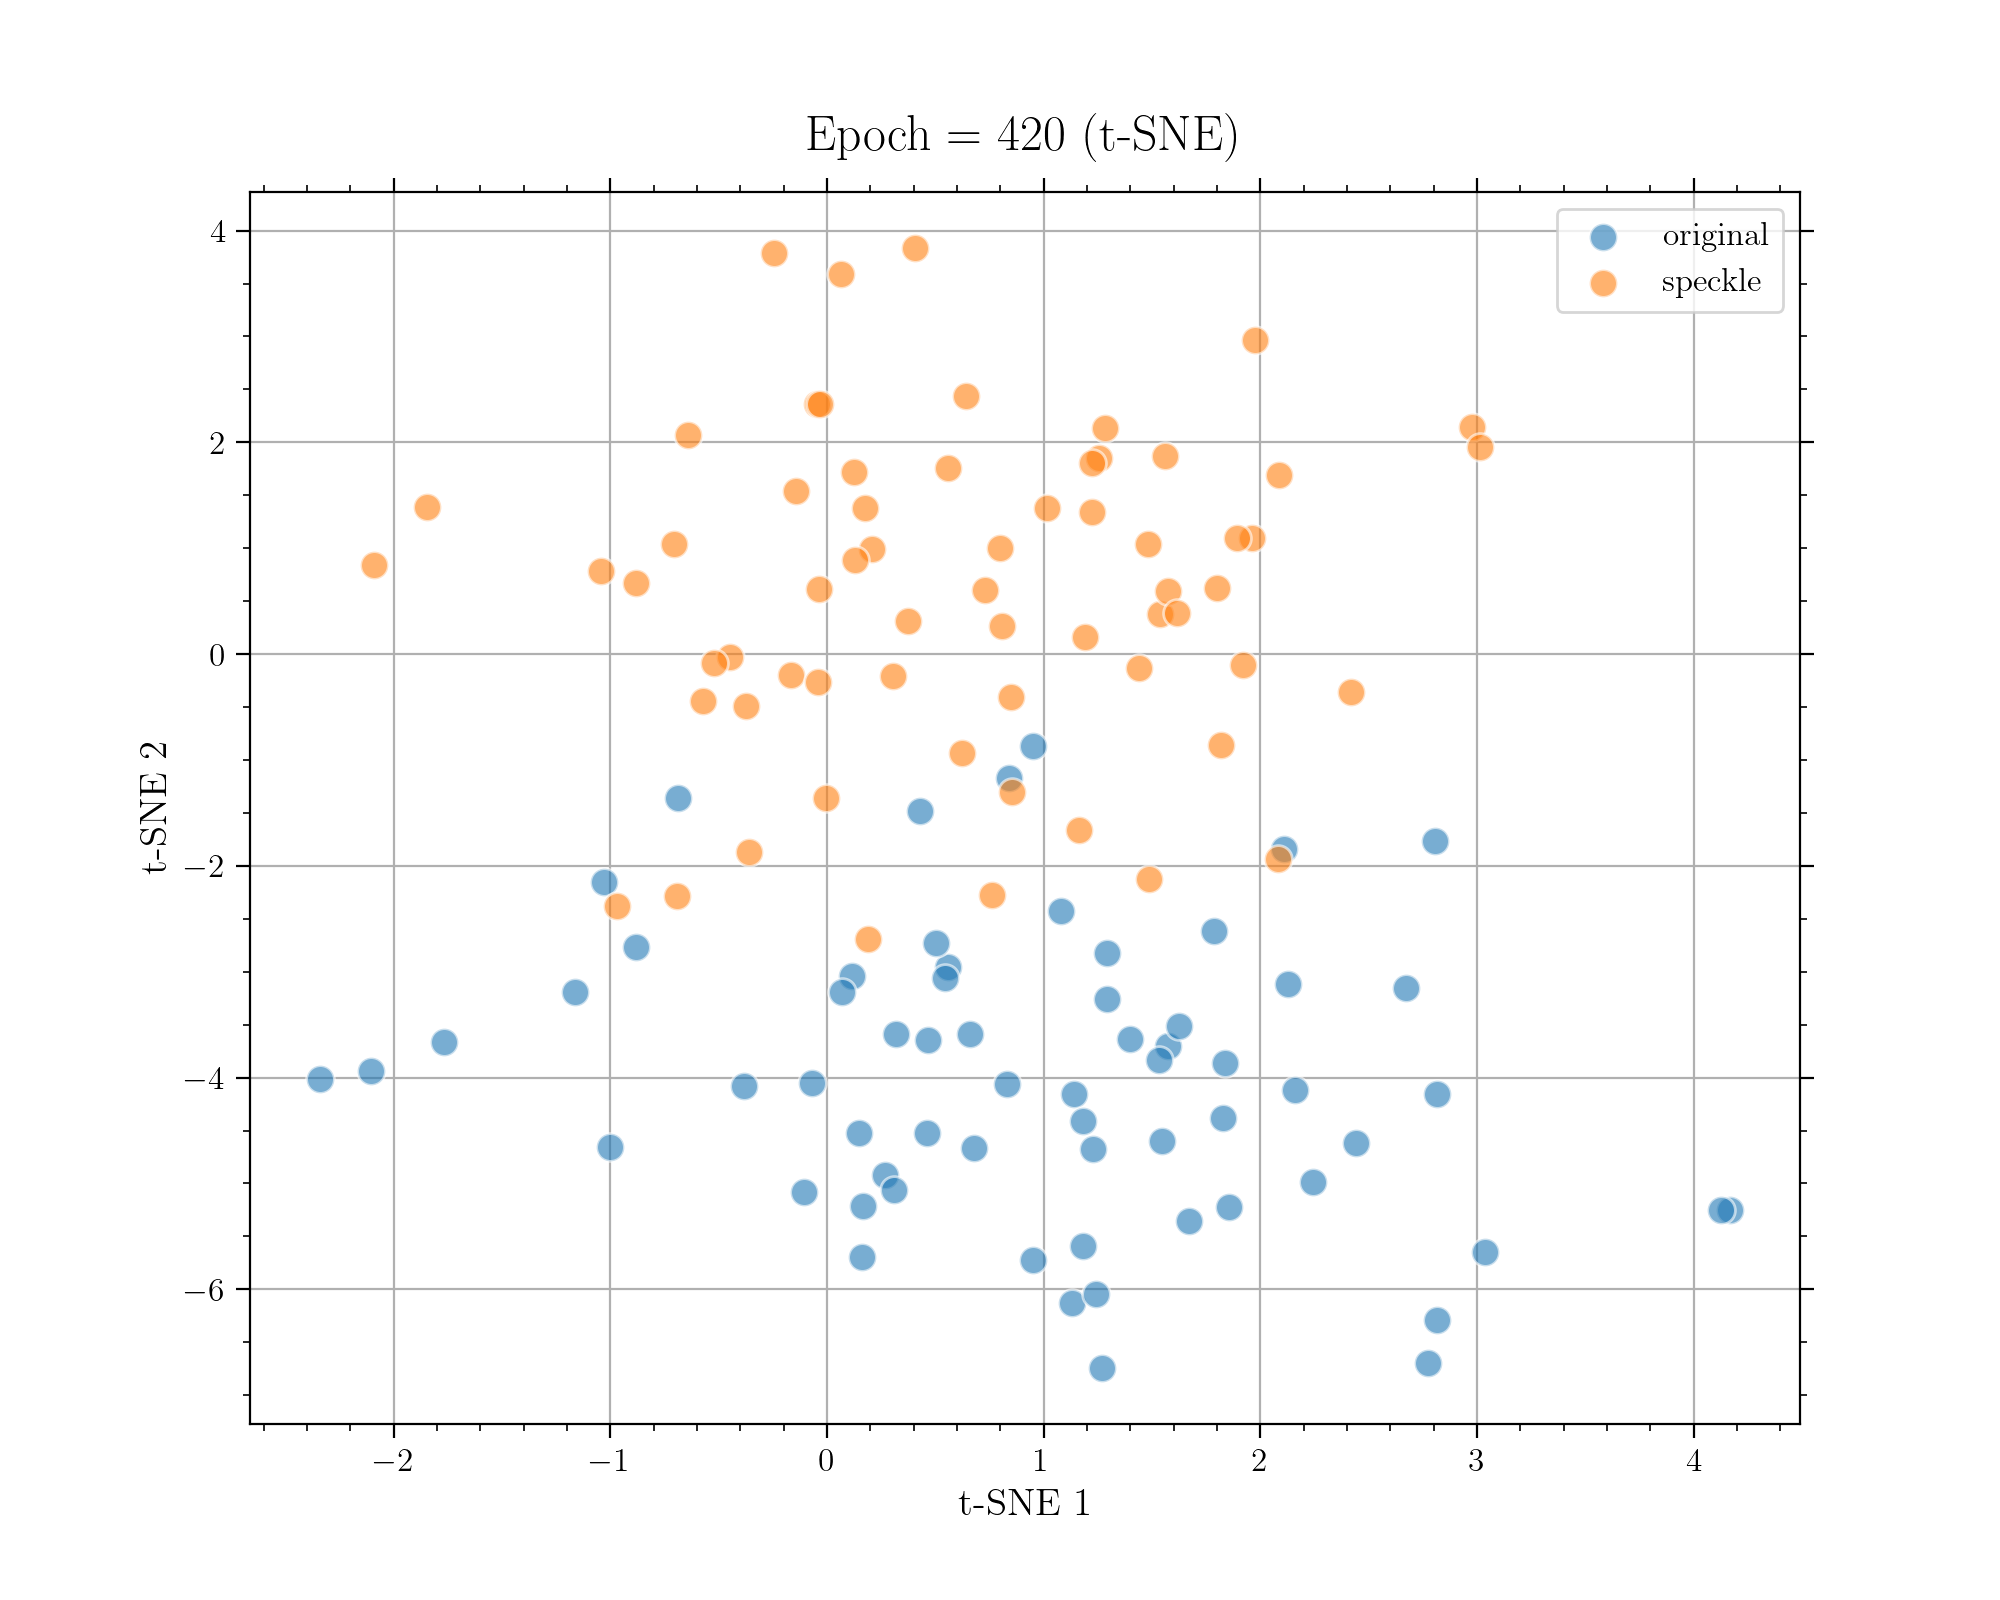 Epoch = 420 (t-SNE)
original
speckle
4
2
0
−2
−4
−6
t-SNE 2
−2 −1 0 1 2 3 4
t-SNE 1